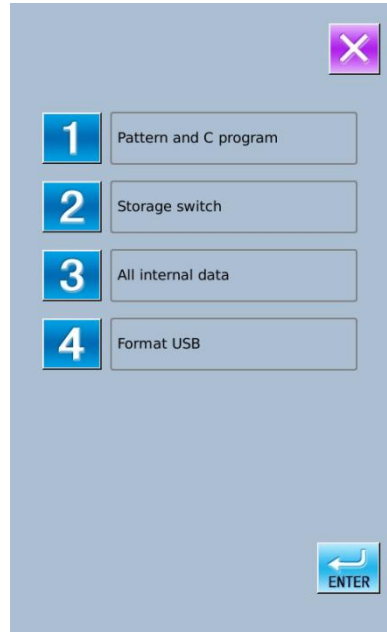 1 Pattern and C program
2 Storage switch
3 All internal data
4 Format USB
ENTER